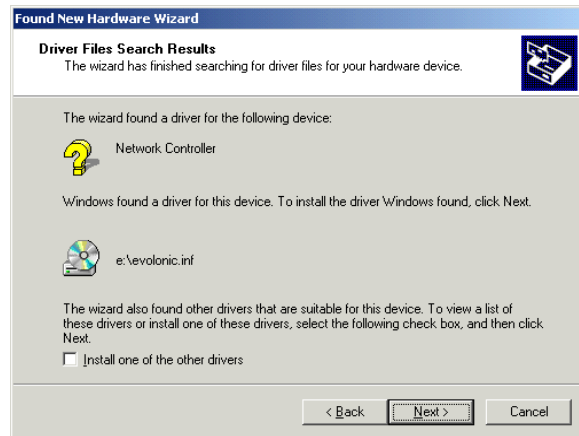 Found New Hardware Wizard
Driver Files Search Results
The wizard has finished searching for driver files for your hardware device.
The wizard found a driver for the following device:
Network Controller
Windows found a driver for this device. To install the driver Windows found, click Next.
e:\evolonic.inf
The wizard also found other drivers that are suitable for this device. To view a list of
these drivers or install one of these drivers, select the following check box, and then click
Next.
Install one of the other drivers
< Back
Next >
Cancel